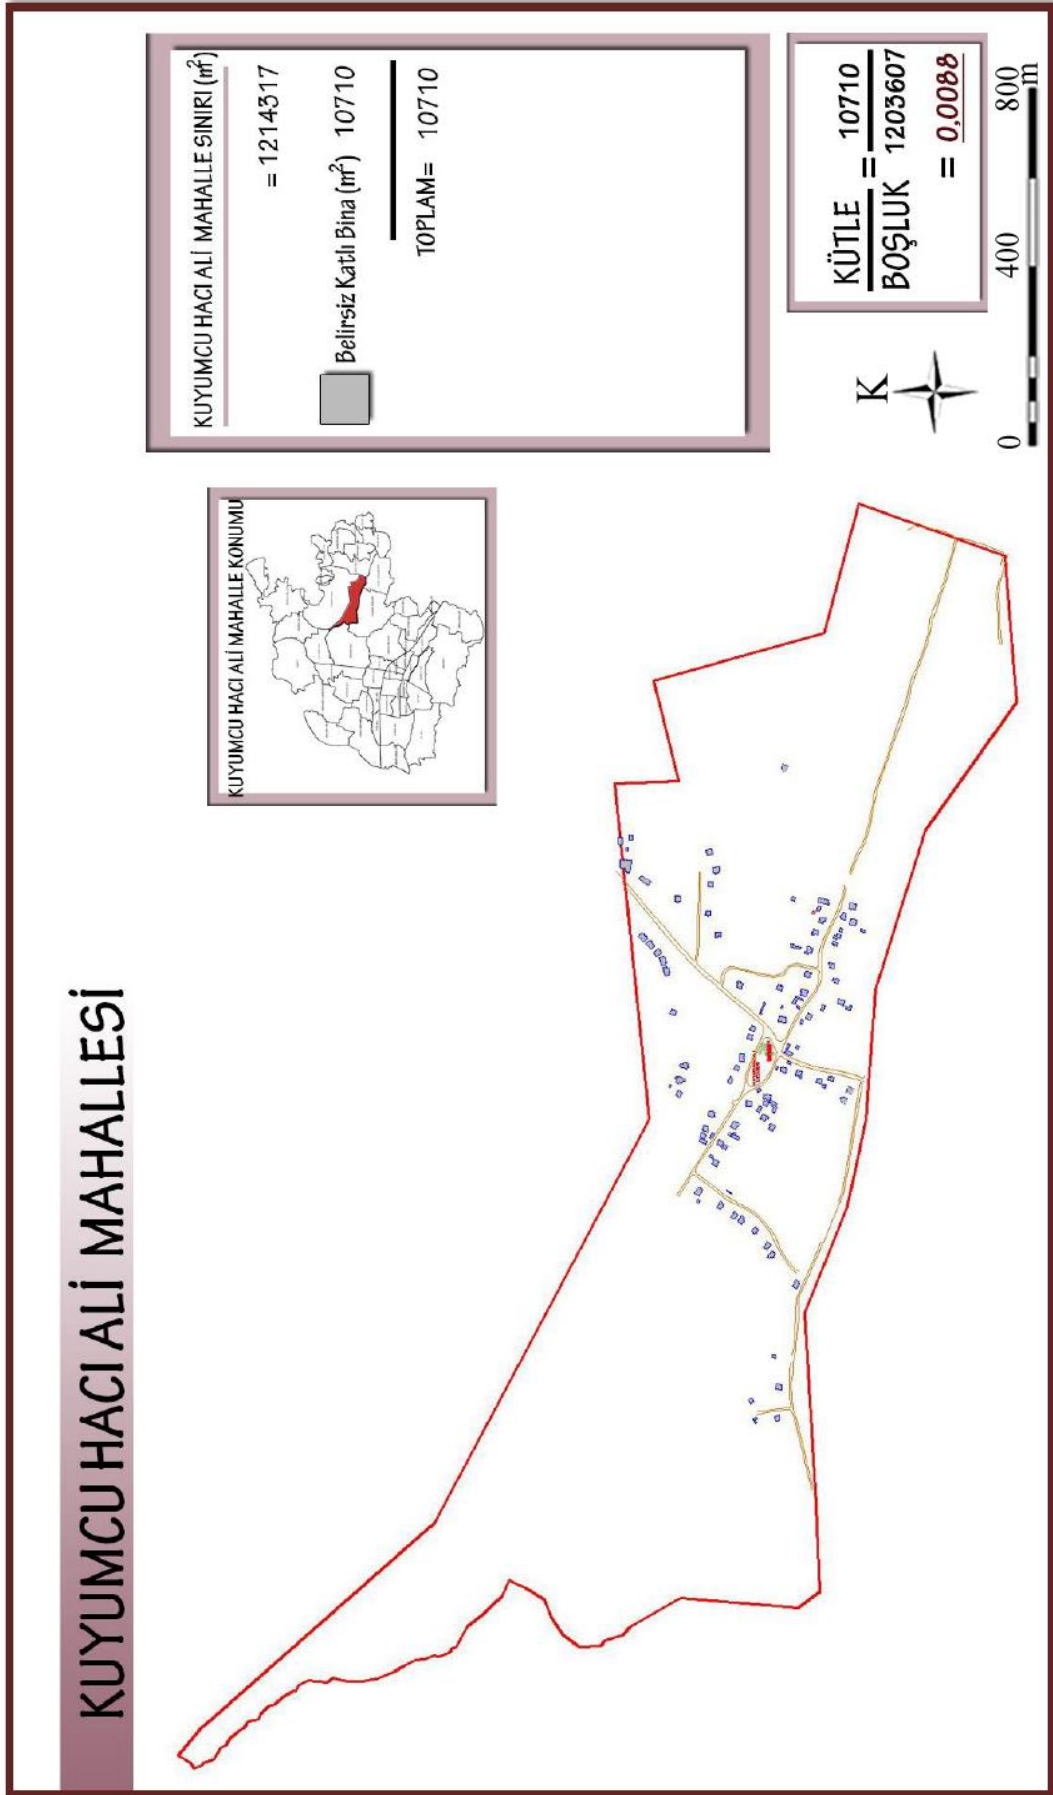 KUYUMCU HACI ALİ MAHALLESİ
KUYUMCU HACI ALİ MAHALLE KONUMU
KUYUMCU HACI ALİ MAHALLE SINIRI (m²)
= 1214317
Belirsiz Katlı Bina (m²) 10710
TOPLAM= 10710
K
KÜTLE = 10710
BOŞLUK 1203607
= 0,0088
0 400 800
m